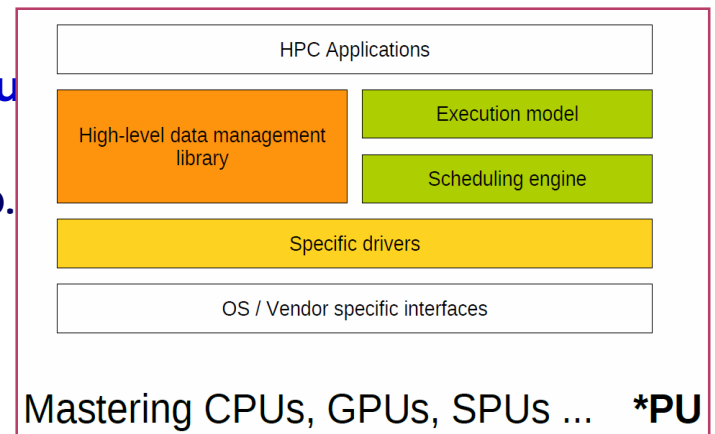 HPC Applications
High-level data management
library
Execution model
Scheduling engine
Specific drivers
OS / Vendor specific interfaces
Mastering CPUs, GPUs, SPUs ... *PU